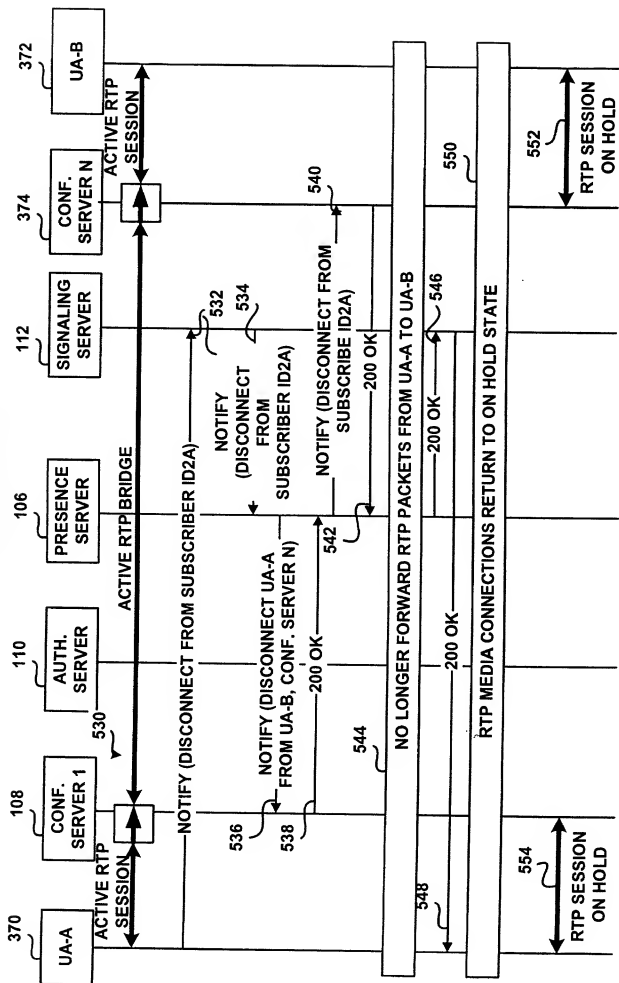 370
UA-A
108
CONF.
SERVER 1
110
AUTH.
SERVER
106
PRESENCE
SERVER
112
SIGNALING
SERVER
374
CONF.
SERVER N
372
UA-B
530
ACTIVE RTP
SESSION
ACTIVE RTP BRIDGE
ACTIVE RTP
SESSION
NOTIFY (DISCONNECT FROM SUBSCRIBER ID2A)
532
NOTIFY
(DISCONNECT
FROM
SUBSCRIBER ID2A)
534
536
NOTIFY (DISCONNECT UA-A
FROM UA-B, CONF. SERVER N)
538
200 OK
NOTIFY (DISCONNECT FROM
SUBSCRIBE ID2A)
540
542
200 OK
544
NO LONGER FORWARD RTP PACKETS FROM UA-A TO UA-B
200 OK
546
548
200 OK
RTP MEDIA CONNECTIONS RETURN TO ON HOLD STATE
550
554
RTP SESSION
ON HOLD
552
RTP SESSION
ON HOLD